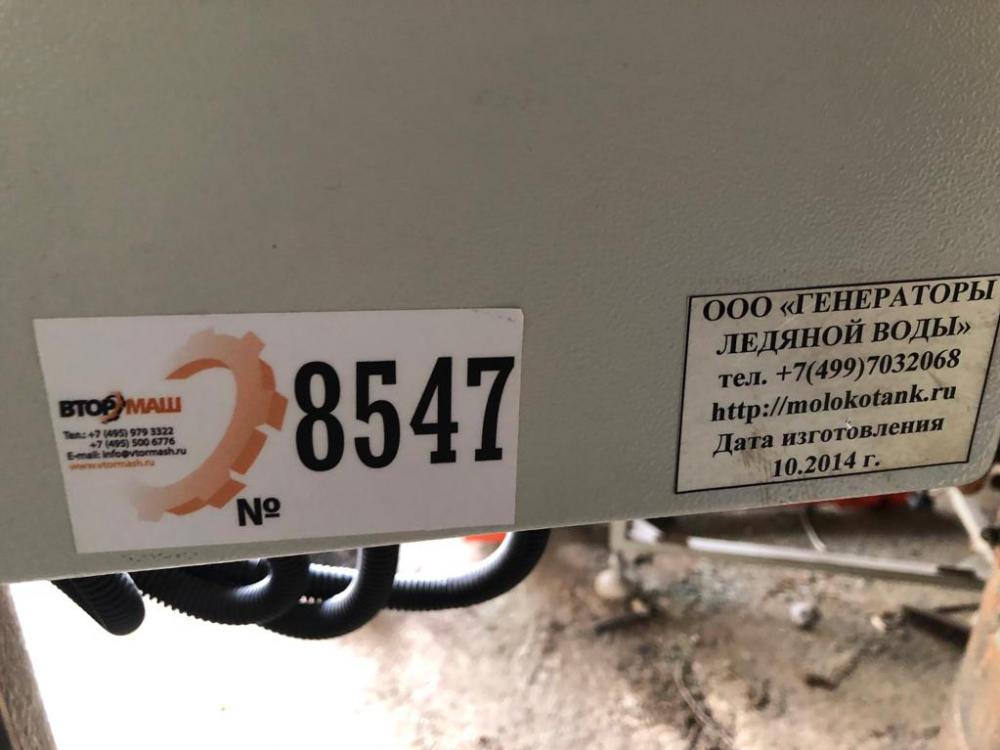 ВТОРМАШ
Тел.: +7 (495) 979 3322
+7 (495) 500 6776
E-mail: info@vtormash.ru
www.vtormash.ru
№
8547
ООО «ГЕНЕРАТОРЫ
ЛЕДЯНОЙ ВОДЫ»
тел. +7(499)7032068
http://molokotank.ru
Дата изготовления
10.2014 г.